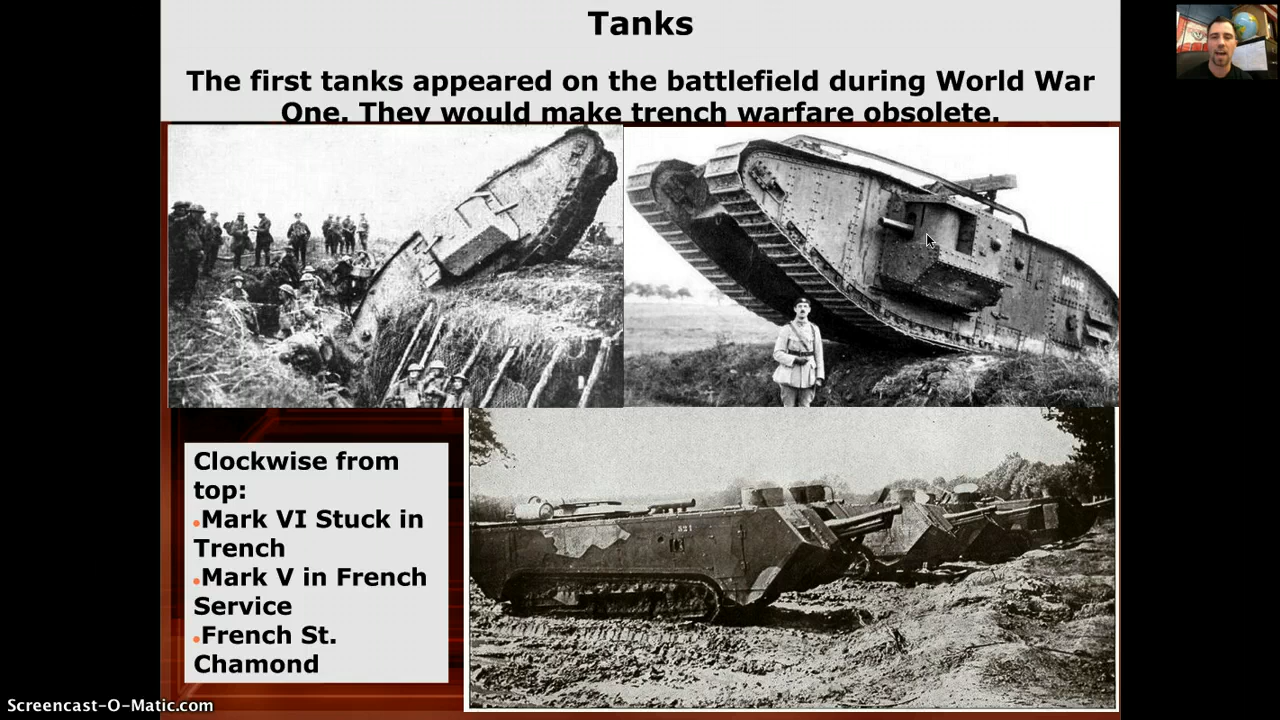 Tanks
The first tanks appeared on the battlefield during World War
One. They would make trench warfare obsolete.
Clockwise from
top:
•Mark VI Stuck in
Trench
•Mark V in French
Service
•French St.
Chamond
Screencast-O-Matic.com